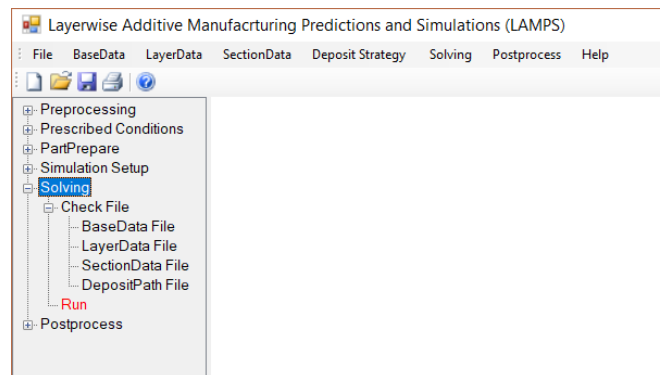 Layerwise Additive Manufacrturing Predictions and Simulations (LAMPS)
File BaseData LayerData SectionData Deposit Strategy Solving Postprocess Help
Preprocessing
Prescribed Conditions
PartPrepare
Simulation Setup
Solving
Check File
BaseData File
LayerData File
SectionData File
DepositPath File
Run
Postprocess